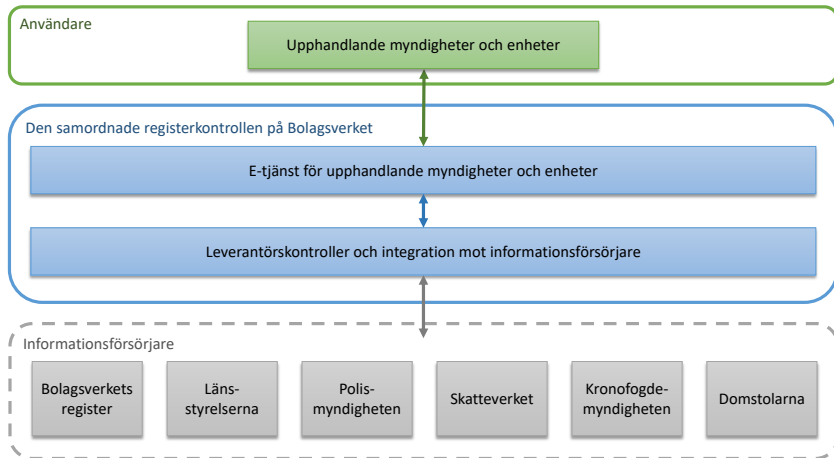 Användare
Upphandlande myndigheter och enheter
Den samordnade registerkontrollen på Bolagsverket
E-tjänst för upphandlande myndigheter och enheter
Leverantörskontroller och integration mot informationsförsörjare
Informationsförsörjare
Bolagsverkets
register
Läns-
styrelserna
Polis-
myndigheten
Skatteverket
Kronofogde-
myndigheten
Domstolarna